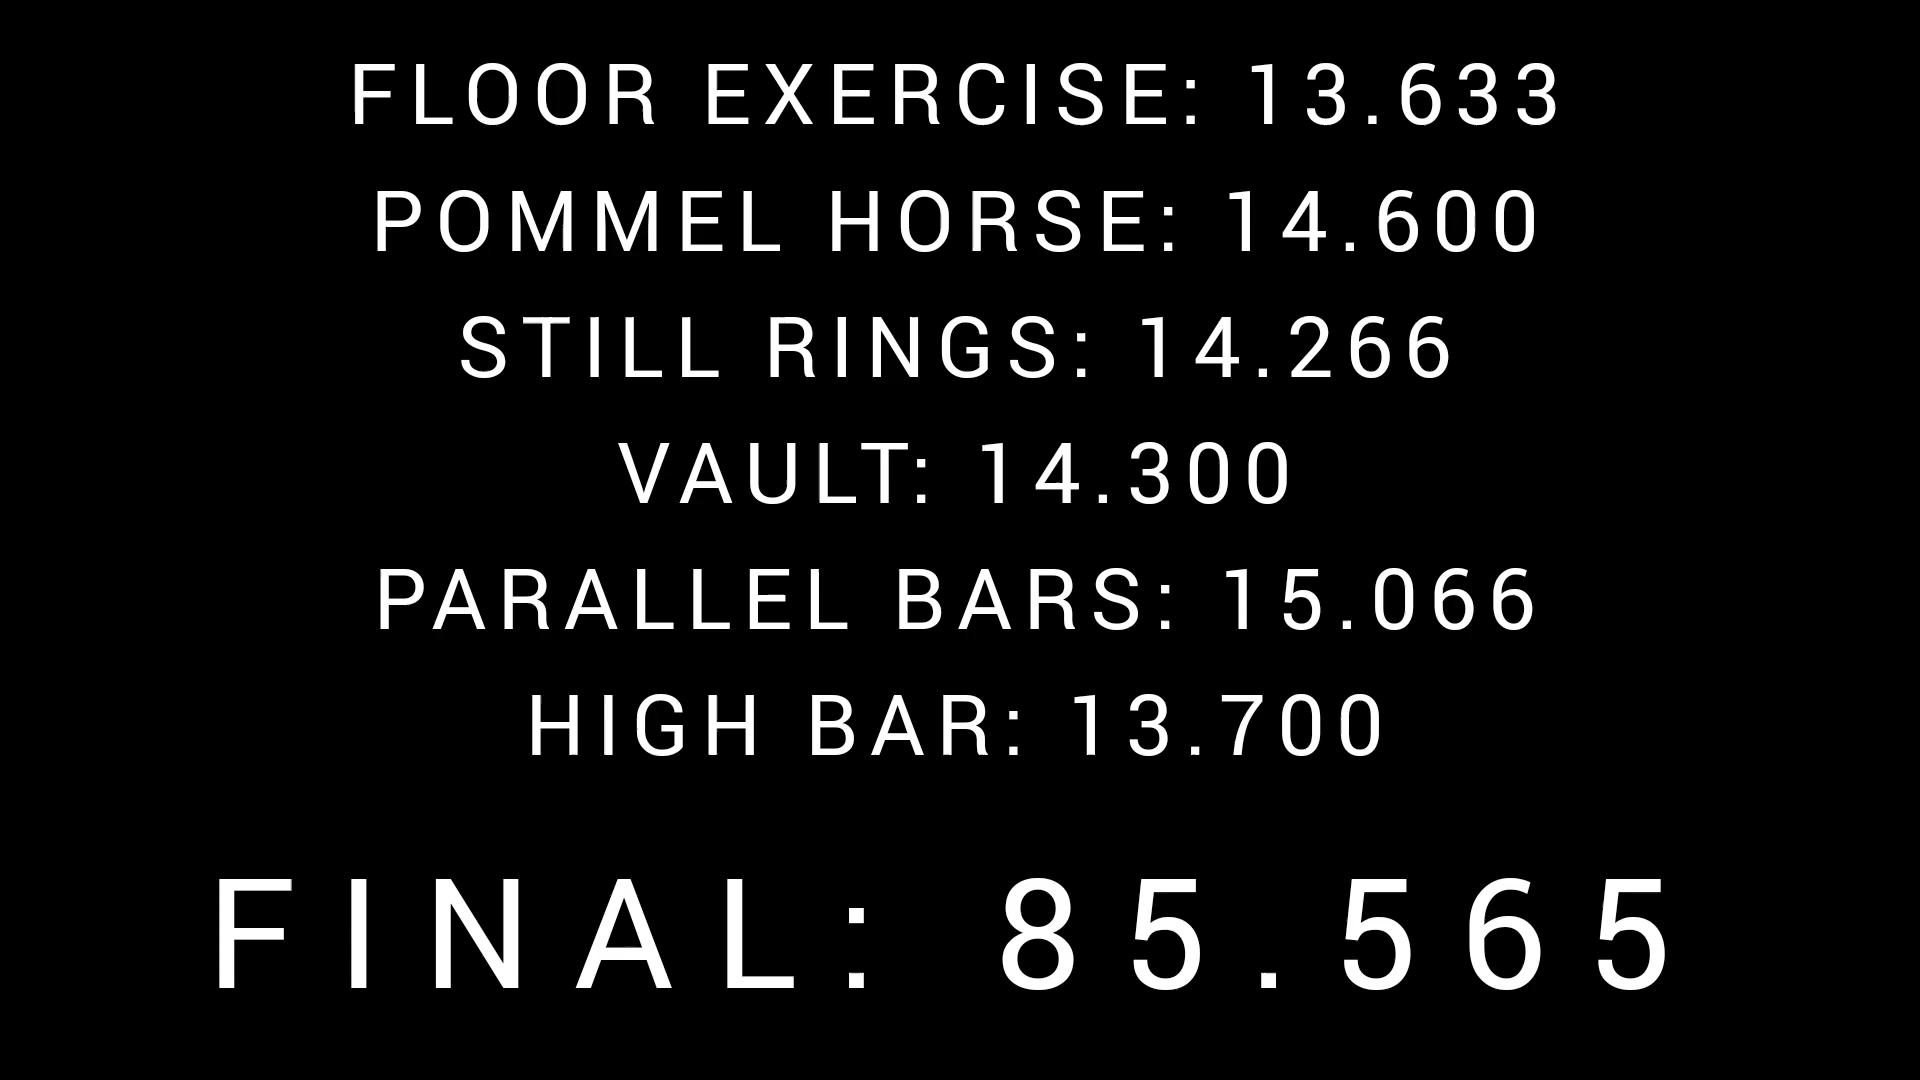 FLOOR EXERCISE: 13.633
POMMEL HORSE: 14.600
STILL RINGS: 14.266
VAULT: 14.300
PARALLEL BARS: 15.066
HIGH BAR: 13.700
FINAL: 85.565